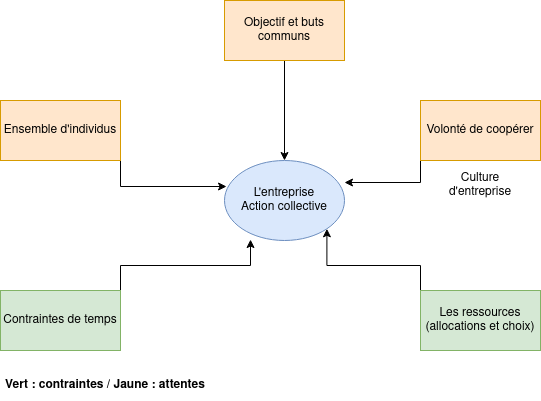 Objectif et buts
communs
Ensemble d'individus
Volonté de coopérer
Culture
d'entreprise
L'entreprise
Action collective
Contraintes de temps
Les ressources
(allocations et choix)
Vert : contraintes / Jaune : attentes